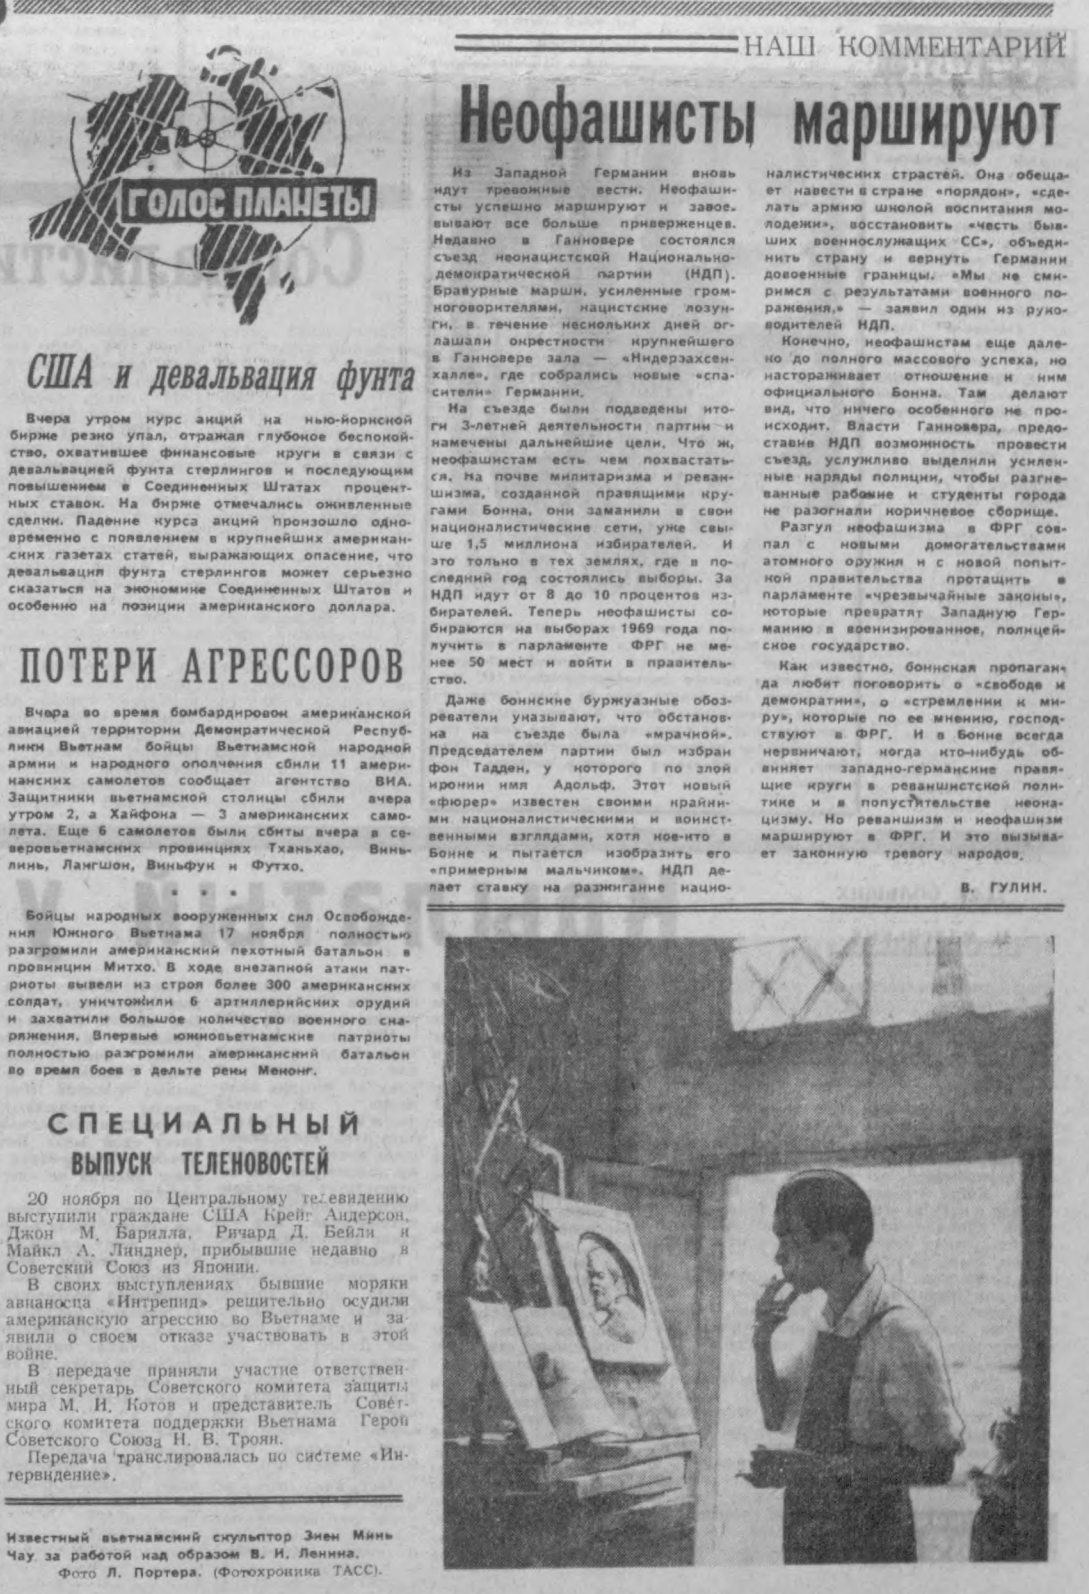 ГОЛОС ПЛАНЕТЫ
США и девальвация фунта
Вчера утром курс акций на нью-йоркской
бирже резко упал, отражая глубокое беспокой-
ство, охватившее финансовые круги в связи с
девальвацией фунта стерлингов и последующим
повышением в Соединенных Штатах процент-
ных ставок. На бирже отмечались оживленные
сделки. Падение курса акций произошло одно-
временно с появлением в крупнейших американ-
ских газетах статей, выражающих опасение, что
девальвация фунта стерлингов может серьезно
сказаться на экономике Соединенных Штатов и
особенно на позиции американского доллара.
ПОТЕРИ АГРЕССОРОВ
Вчера во время бомбардировок американской
авиацией территории Демократической Респуб-
лики Вьетнам бойцы Вьетнамской народной
армии и народного ополчения сбили 11 амери-
канских самолетов сообщает агентство ВИА.
Защитники вьетнамской столицы сбили вчера
утром 2, а Хайфона — 3 американских само-
лета. Еще 6 самолетов были сбиты вчера в се-
веровьетнамских провинциях Тханьхао, Винь-
линь, Лангшон, Виньфук и Футхо.
* * *
Бойцы народных вооруженных сил Освобожде-
ния Южного Вьетнама 17 ноября полностью
разгромили американский пехотный батальон в
провинции Митхо. В ходе внезапной атаки пат-
риоты вывели из строя более 300 американских
солдат, уничтожили 6 артиллерийских орудий
и захватили большое количество военного сна-
ряжения. Впервые южновьетнамские патриоты
полностью разгромили американский батальон
во время боев в дельте реки Меконг.
СПЕЦИАЛЬНЫЙ
ВЫПУСК ТЕЛЕНОВОСТЕЙ
20 ноября по Центральному телевидению
выступили граждане США Крейг Андерсон,
Джон М. Барилла, Ричард Д. Бейли и
Майкл А. Линднер, прибывшие недавно в
Советский Союз из Японии.
В своих выступлениях бывшие моряки
авианосца «Интрепид» решительно осудили
американскую агрессию во Вьетнаме и за-
явили о своем отказе участвовать в этой
войне.
В передаче приняли участие ответствен-
ный секретарь Советского комитета защиты
мира М. И. Котов и представитель Совет-
ского комитета поддержки Вьетнама Герой
Советского Союза Н. В. Троян.
Передача транслировалась по системе «Ин-
тервидение».
Известный вьетнамский скульптор Зиен Минь
Чау за работой над образом В. И. Ленина.
Фото Л. Портера. (Фотохроника ТАСС).
НАШ КОММЕНТАРИЙ
Неофашисты маршируют
Из Западной Германии вновь
идут тревожные вести. Неофаши-
сты успешно маршируют и завое-
вывают все больше приверженцев.
Недавно в Ганновере состоялся
съезд неонацистской Национально-
демократической партии (НДП).
Бравурные марши, усиленные гром-
коговорителями, нацистские лозун-
ги, в течение нескольких дней ог-
лашали окрестности крупнейшего
в Ганновере зала — «Нидерзахсен-
халле», где собрались новые «спа-
сители» Германии.
На съезде были подведены ито-
ги 3-летней деятельности партии и
намечены дальнейшие цели. Что ж,
неофашистам есть чем похвастать-
ся. На почве милитаризма и реван-
шизма, созданной правящими кру-
гами Бонна, они заманили в свои
националистические сети, уже свы-
ше 1,5 миллиона избирателей. И
это только в тех землях, где в по-
следний год состоялись выборы. За
НДП идут от 8 до 10 процентов из-
бирателей. Теперь неофашисты со-
бираются на выборах 1969 года по-
лучить в парламенте ФРГ не ме-
нее 50 мест и войти в правитель-
ство.
Даже боннские буржуазные обоз-
реватели указывают, что обстанов-
ка на съезде была «мрачной».
Председателем партии был избран
фон Тадден, у которого по злой
иронии имя Адольф. Этот новый
«фюрер» известен своими крайни-
ми националистическими и воинст-
венными взглядами, хотя кое-кто в
Бонне и пытается изобразить его
«примерным мальчиком». НДП де-
лает ставку на разжигание нацио-
налистических страстей. Она обеща-
ет навести в стране «порядок», «сде-
лать армию школой воспитания мо-
лодежи», восстановить «честь быв-
ших военнослужащих СС», объеди-
нить страну и вернуть Германии
довоенные границы. «Мы не сми-
римся с результатами военного по-
ражения,» — заявил один из руко-
водителей НДП.
Конечно, неофашистам еще дале-
ко до полного массового успеха, но
настораживает отношение к ним
официального Бонна. Там делают
вид, что ничего особенного не про-
исходит. Власти Ганновера, предо-
ставив НДП возможность провести
съезд, услужливо выделили усилен-
ные наряды полиции, чтобы разгне-
ванные рабочие и студенты города
не разогнали коричневое сборище.
Разгул неофашизма в ФРГ сов-
пал с новыми домогательствами
атомного оружия и с новой попыт-
кой правительства протащить в
парламенте «чрезвычайные законы»,
которые превратят Западную Гер-
манию в военизированное, полицей-
ское государство.
Как известно, боннская пропаган-
да любит поговорить о «свободе и
демократии», о «стремлении к ми-
ру», которые по ее мнению, господ-
ствуют в ФРГ. И в Бонне всегда
нервничают, когда кто-нибудь об-
виняет западно-германские правя-
щие круги в реваншистской поли-
тике и в попустительстве неона-
цизму. Но реваншизм и неофашизм
маршируют в ФРГ. И это вызыва-
ет законную тревогу народов.
В. ГУЛИН.